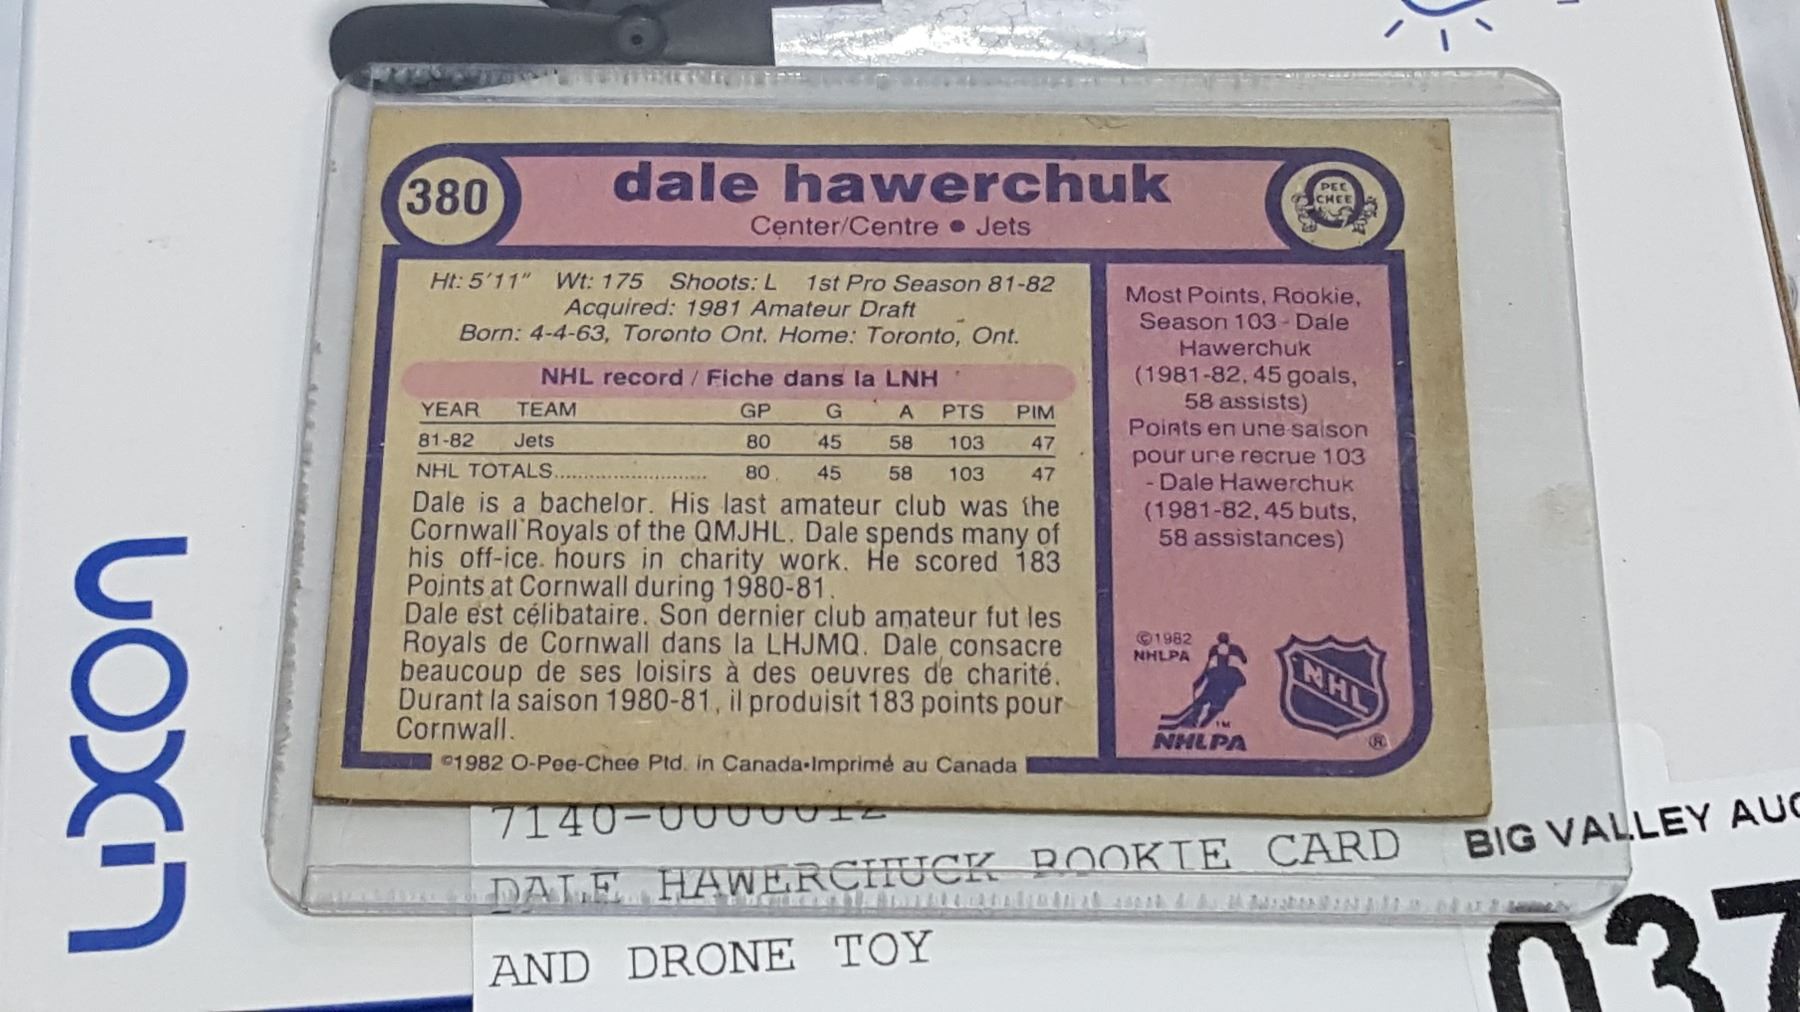 380
dale hawerchuk
Center/Centre • Jets
PEE
CHEE
Ht: 5'11" Wt: 175 Shoots: L 1st Pro Season 81-82
Acquired: 1981 Amateur Draft
Born: 4-4-63, Toronto Ont. Home: Toronto, Ont.
NHL record / Fiche dans la LNH
YEAR TEAM GP G A PTS PIM
81-82 Jets 80 45 58 103 47
NHL TOTALS............................ 80 45 58 103 47
Dale is a bachelor. His last amateur club was the
Cornwall Royals of the QMJHL. Dale spends many of
his off-ice hours in charity work. He scored 183
Points at Cornwall during 1980-81.
Dale est célibataire. Son dernier club amateur fut les
Royals de Cornwall dans la LHJMQ. Dale consacre
beaucoup de ses loisirs à des oeuvres de charité.
Durant la saison 1980-81, il produisit 183 points pour
Cornwall.
©1982 O-Pee-Chee Ptd. in Canada•Imprimé au Canada
Most Points, Rookie,
Season 103 - Dale
Hawerchuk
(1981-82, 45 goals,
58 assists)
Points en une saison
pour une recrue 103
- Dale Hawerchuk
(1981-82, 45 buts,
58 assistances)
©1982
NHLPA
TM
NHLPA
NHL
®
7140-0000012
DALE HAWERCHUCK ROOKIE CARD
AND DRONE TOY
BIG VALLEY AUC
037